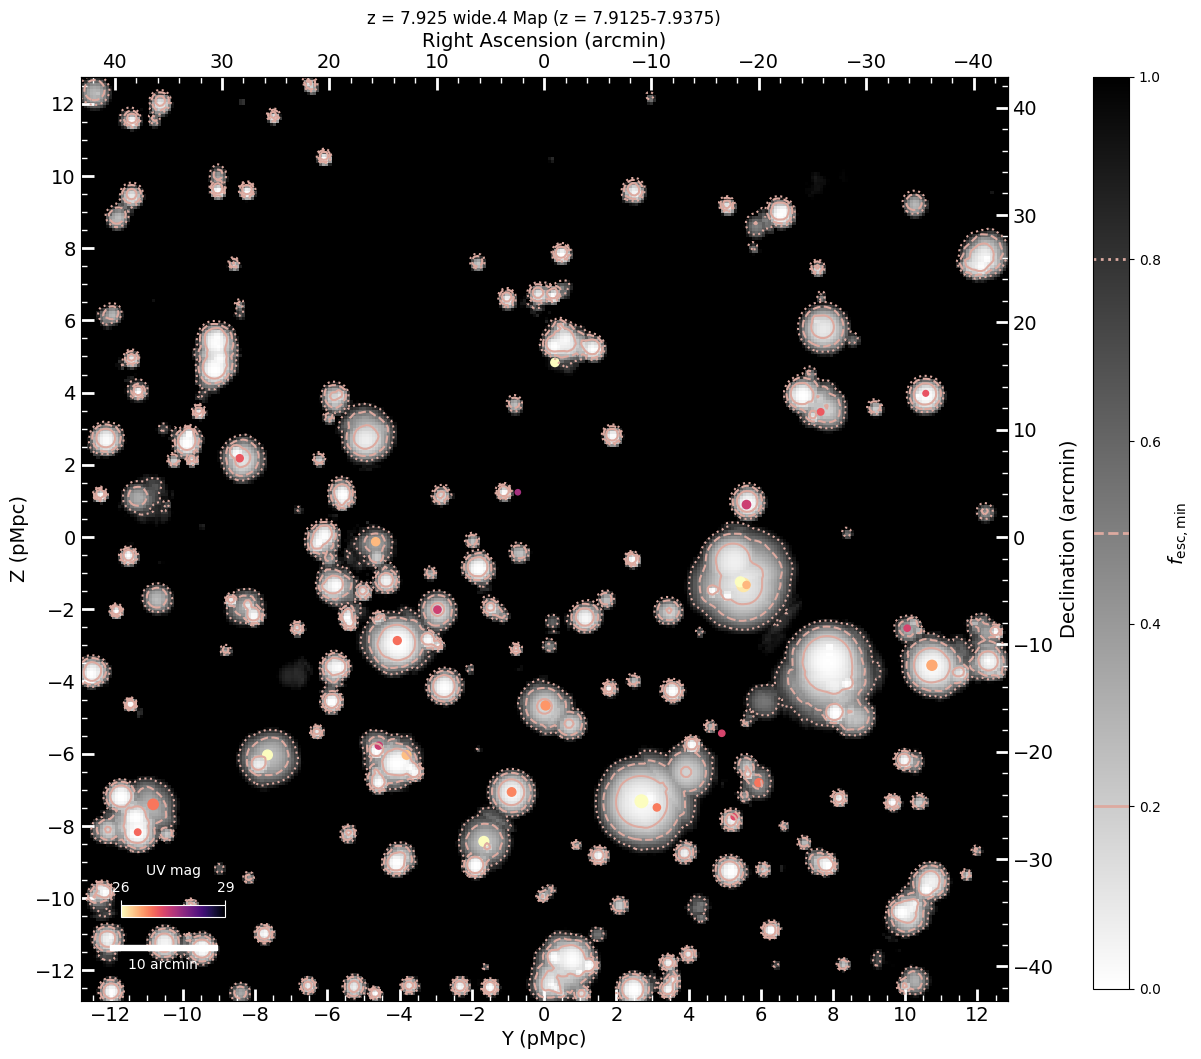 z = 7.925 wide.4 Map (z = 7.9125-7.9375)
Right Ascension (arcmin)
40 30 20 10 0 −10 −20 −30 −40
12 10 8 6 4 2 0 −2 −4 −6 −8 −10 −12
Z (pMpc)
40 30 20 10 0 −10 −20 −30 −40
Declination (arcmin)
1.0 0.8 0.6 0.4 0.2 0.0
f_esc,min
UV mag
26 29
10 arcmin
−12 −10 −8 −6 −4 −2 0 2 4 6 8 10 12
Y (pMpc)